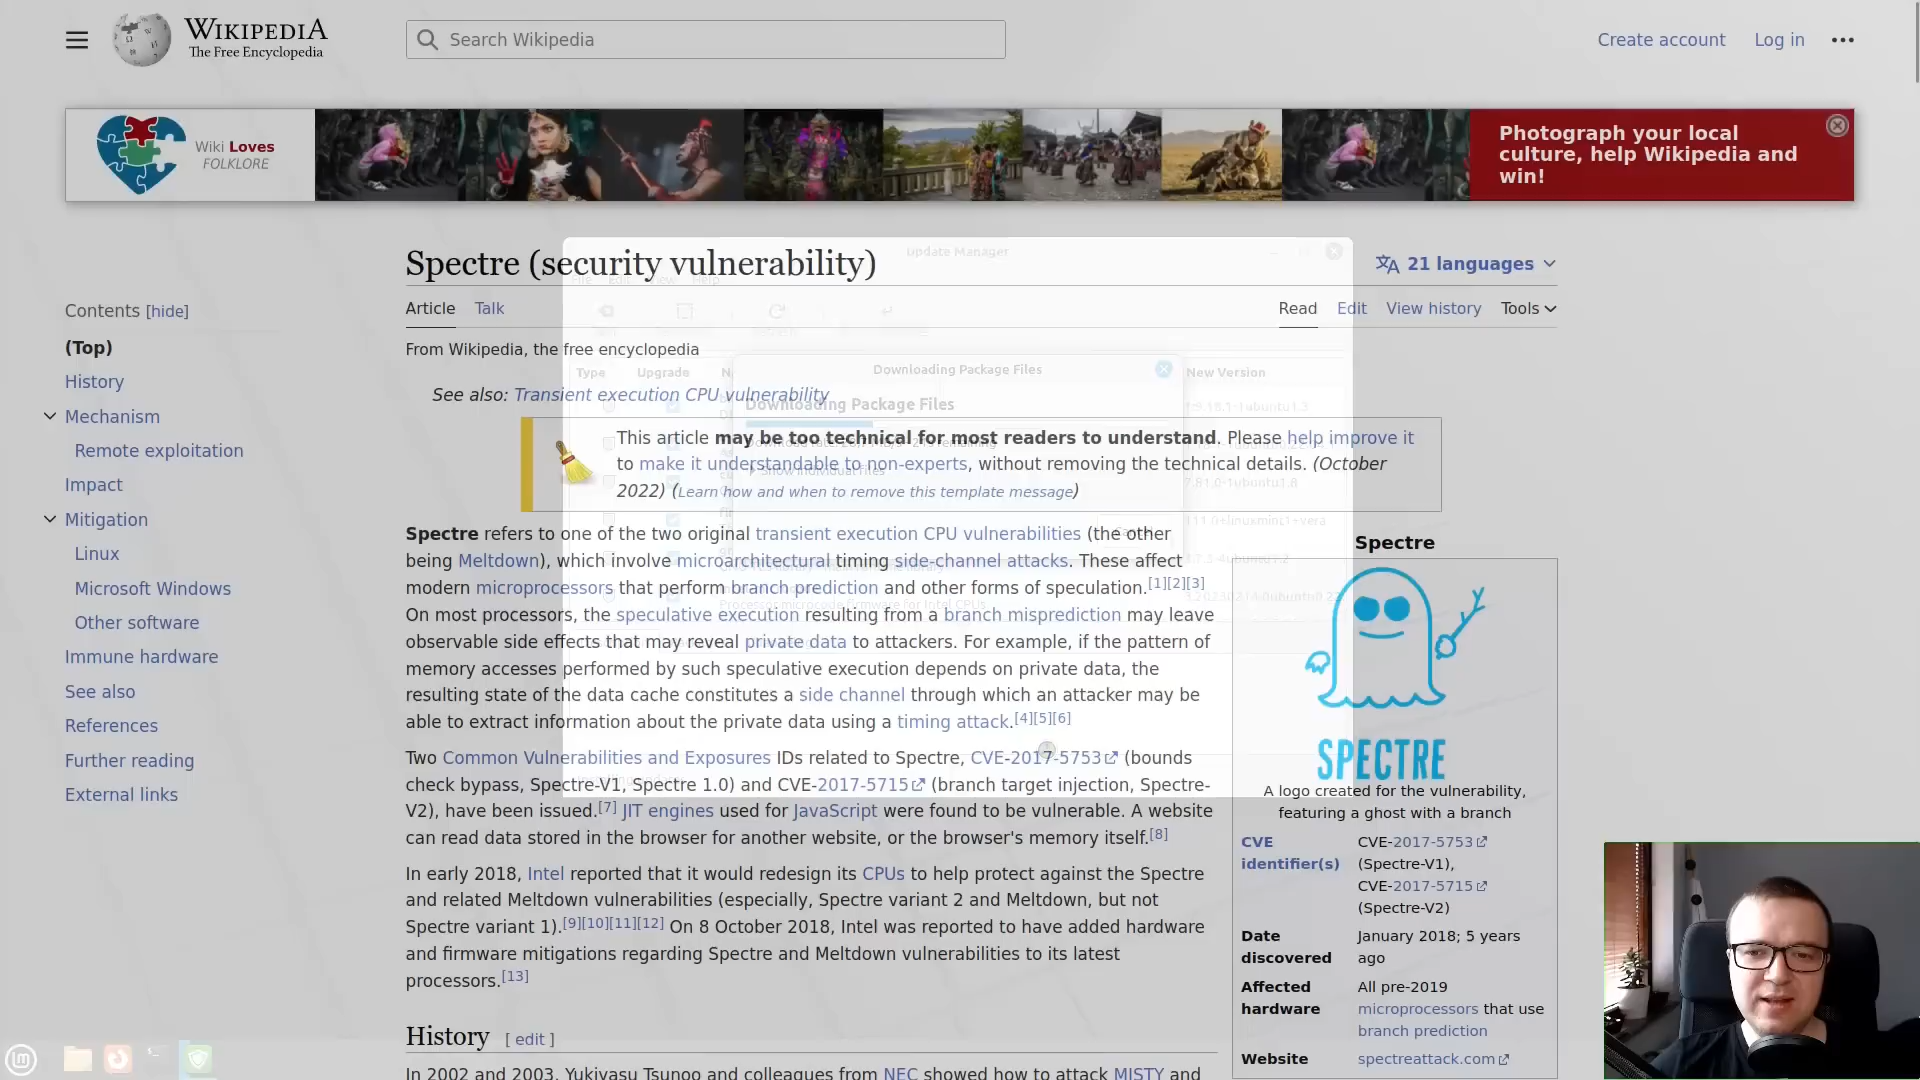 WIKIPEDIA
The Free Encyclopedia
Search Wikipedia
Create account
Log in
Wiki Loves
FOLKLORE
Photograph your local
culture, help Wikipedia and
win!
Update Manager
File Edit View Help
Spectre (security vulnerability)
21 languages
Contents [hide]
(Top)
History
Mechanism
Remote exploitation
Impact
Mitigation
Linux
Microsoft Windows
Other software
Immune hardware
See also
References
Further reading
External links
Article Talk
Read Edit View history Tools
From Wikipedia, the free encyclopedia
Type Upgrade
New Version
Downloading Package Files
Downloading Package Files
See also: Transient execution CPU vulnerability
This article may be too technical for most readers to understand. Please help improve it
to make it understandable to non-experts, without removing the technical details. (October
2022) (Learn how and when to remove this template message)
Spectre refers to one of the two original transient execution CPU vulnerabilities (the other
being Meltdown), which involve microarchitectural timing side-channel attacks. These affect
modern microprocessors that perform branch prediction and other forms of speculation.[1][2][3]
On most processors, the speculative execution resulting from a branch misprediction may leave
observable side effects that may reveal private data to attackers. For example, if the pattern of
memory accesses performed by such speculative execution depends on private data, the
resulting state of the data cache constitutes a side channel through which an attacker may be
able to extract information about the private data using a timing attack.[4][5][6]
Processor microcode firmware for Intel CPUs
Two Common Vulnerabilities and Exposures IDs related to Spectre, CVE-2017-5753 (bounds
check bypass, Spectre-V1, Spectre 1.0) and CVE-2017-5715 (branch target injection, Spectre-
V2), have been issued.[7] JIT engines used for JavaScript were found to be vulnerable. A website
can read data stored in the browser for another website, or the browser's memory itself.[8]
In early 2018, Intel reported that it would redesign its CPUs to help protect against the Spectre
and related Meltdown vulnerabilities (especially, Spectre variant 2 and Meltdown, but not
Spectre variant 1).[9][10][11][12] On 8 October 2018, Intel was reported to have added hardware
and firmware mitigations regarding Spectre and Meltdown vulnerabilities to its latest
processors.[13]
History [ edit ]
In 2002 and 2003, Yukiyasu Tsunoo and colleagues from NEC showed how to attack MISTY and
Spectre
SPECTRE
A logo created for the vulnerability,
featuring a ghost with a branch
CVE
identifier(s)
CVE-2017-5753
(Spectre-V1),
CVE-2017-5715
(Spectre-V2)
Date
discovered
January 2018; 5 years
ago
Affected
hardware
All pre-2019
microprocessors that use
branch prediction
Website
spectreattack.com